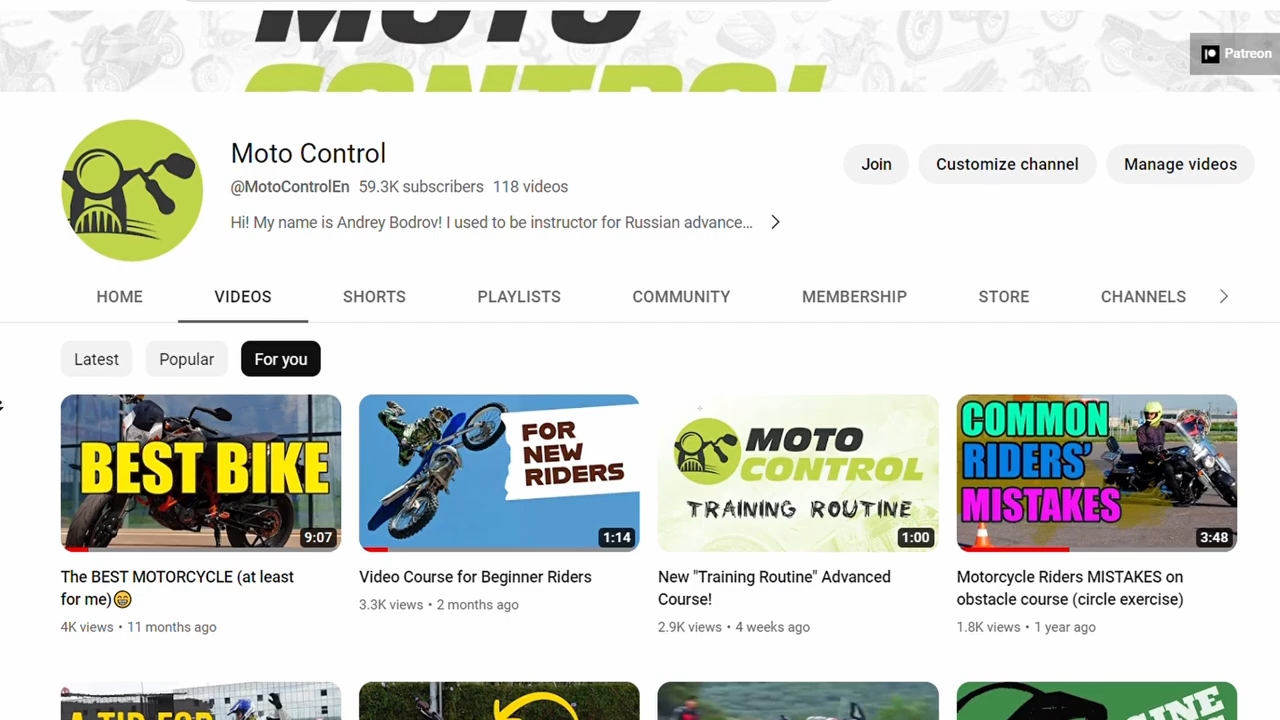 MOTO
CONTROL
Patreon
Moto Control
@MotoControlEn 59.3K subscribers 118 videos
Hi! My name is Andrey Bodrov! I used to be instructor for Russian advance...
Join
Customize channel
Manage videos
HOME
VIDEOS
SHORTS
PLAYLISTS
COMMUNITY
MEMBERSHIP
STORE
CHANNELS
Latest
Popular
For you
BEST BIKE
9:07
FOR
NEW
RIDERS
1:14
MOTO
CONTROL
TRAINING ROUTINE
1:00
COMMON
RIDERS'
MISTAKES
3:48
The BEST MOTORCYCLE (at least
for me)😁
4K views • 11 months ago
Video Course for Beginner Riders
3.3K views • 2 months ago
New "Training Routine" Advanced
Course!
2.9K views • 4 weeks ago
Motorcycle Riders MISTAKES on
obstacle course (circle exercise)
1.8K views • 1 year ago
A TIP FOR